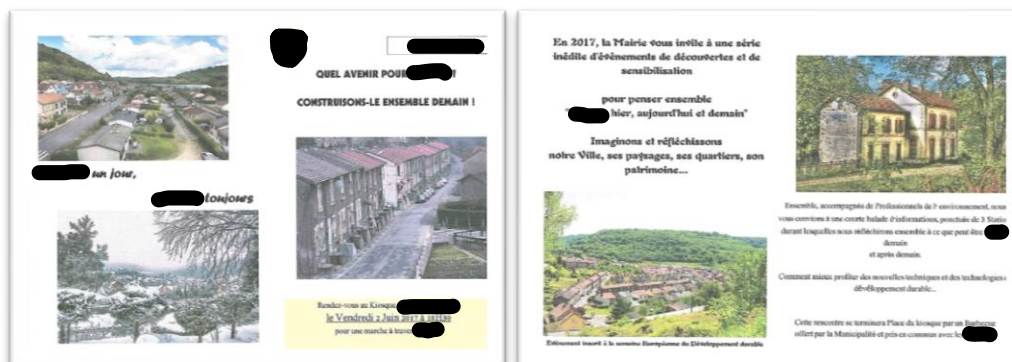 un jour,
toujours
QUEL AVENIR POUR ?
CONSTRUISONS-LE ENSEMBLE DEMAIN !
Rendez-vous au Kiosque
le Vendredi 2 Juin 2017 à 18H30
pour une marche à travers
En 2017, la Mairie vous invite à une série
inédite d'évènements de découvertes et de
sensibilisation
pour penser ensemble
" hier, aujourd'hui et demain"
Imaginons et réfléchissons
notre Ville, ses paysages, ses quartiers, son
patrimoine...
Evènement inscrit à la semaine Européenne du Développement durable
Ensemble, accompagnés de Professionnels de l' environnement, nous
vous convions à une courte balade d'informations, ponctuée de 3 Statio
durant lesquelles nous réfléchirons ensemble à ce que peut être
demain
et après demain.
Comment mieux profiter des nouvelles techniques et des technologies
développement durable...
Cette rencontre se terminera Place du kiosque par un Barbecue
offert par la Municipalité et pris en commun avec les